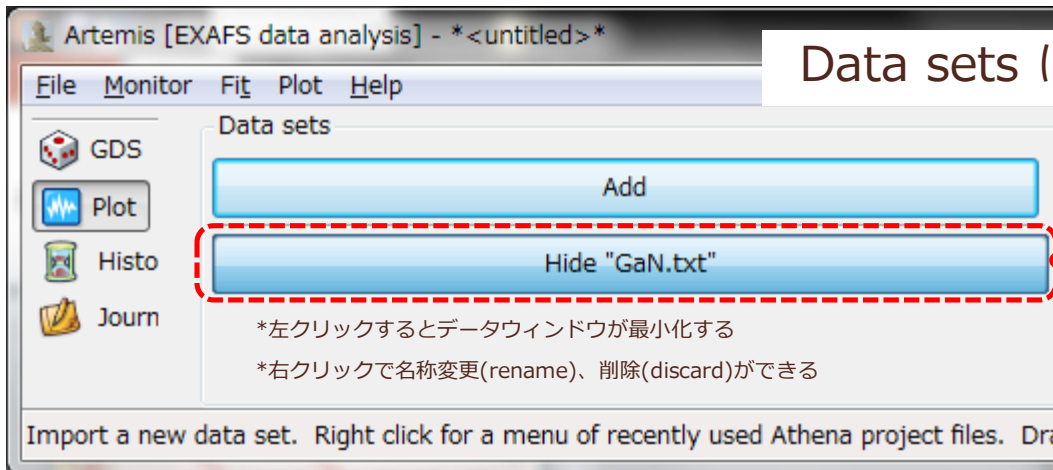 Artemis [EXAFS data analysis] - *<untitled>*
Data sets
File Monitor Fit Plot Help
Data sets
GDS
Add
Plot
Hide "GaN.txt"
Histo
Journ
*左クリックするとデータウィンドウが最小化する
*右クリックで名称変更(rename)、削除(discard)ができる
Import a new data set. Right click for a menu of recently used Athena project files.